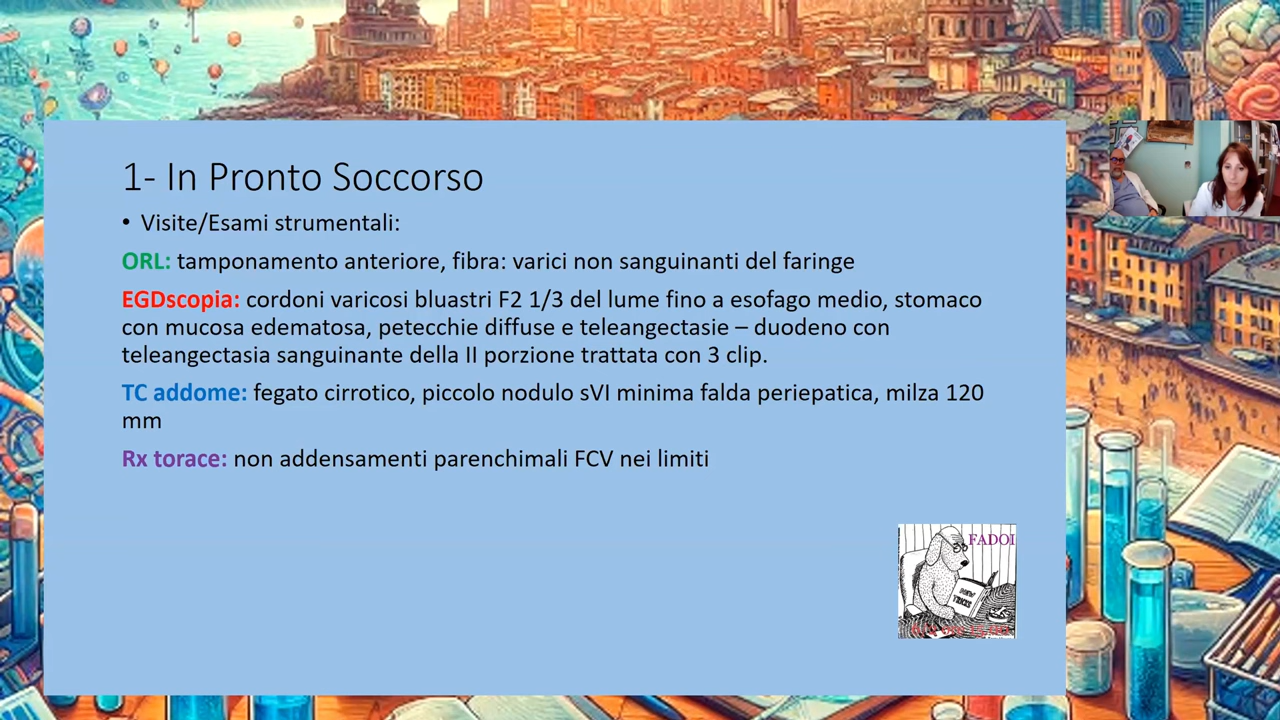 1- In Pronto Soccorso
• Visite/Esami strumentali:
ORL: tamponamento anteriore, fibra: varici non sanguinanti del faringe
EGDscopia: cordoni varicosi bluastri F2 1/3 del lume fino a esofago medio, stomaco
con mucosa edematosa, petecchie diffuse e teleangectasie – duodeno con
teleangectasia sanguinante della II porzione trattata con 3 clip.
TC addome: fegato cirrotico, piccolo nodulo sVI minima falda periepatica, milza 120
mm
Rx torace: non addensamenti parenchimali FCV nei limiti
FADOI